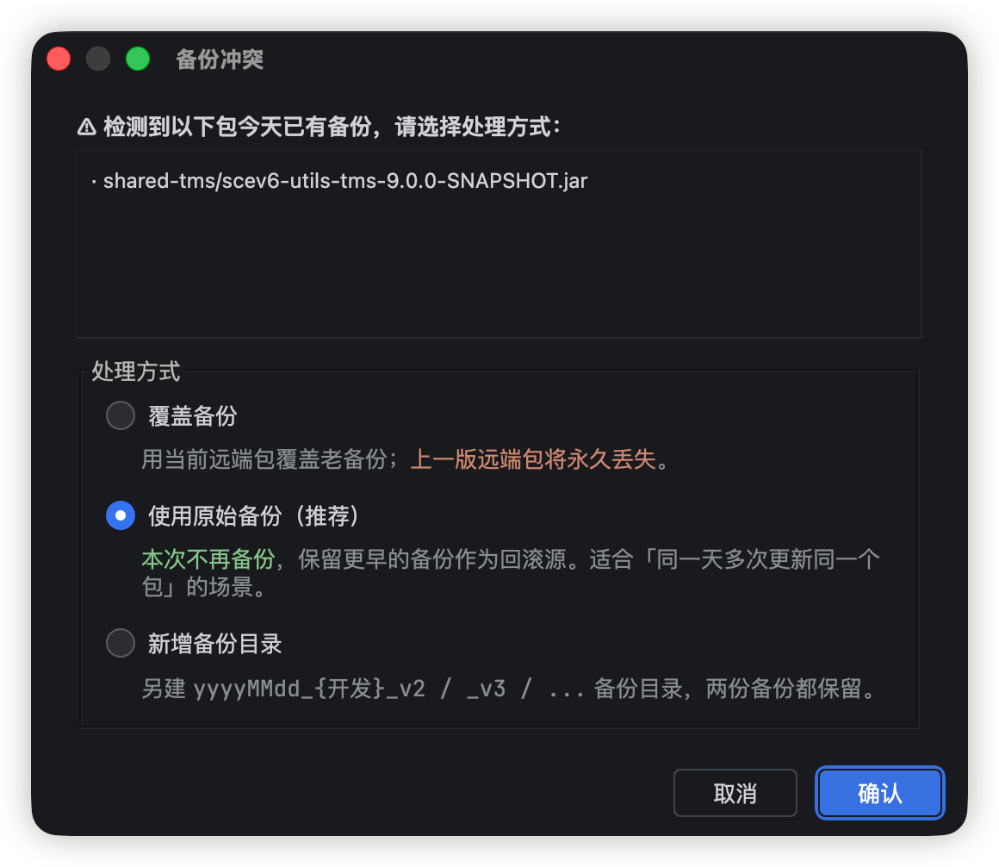 备份冲突
⚠ 检测到以下包今天已有备份，请选择处理方式：
· shared-tms/scev6-utils-tms-9.0.0-SNAPSHOT.jar
处理方式
覆盖备份
用当前远端包覆盖老备份；上一版远端包将永久丢失。
使用原始备份（推荐）
本次不再备份，保留更早的备份作为回滚源。适合「同一天多次更新同一个
包」的场景。
新增备份目录
另建 yyyyMMdd_{开发}_v2 / _v3 / ... 备份目录，两份备份都保留。
取消
确认